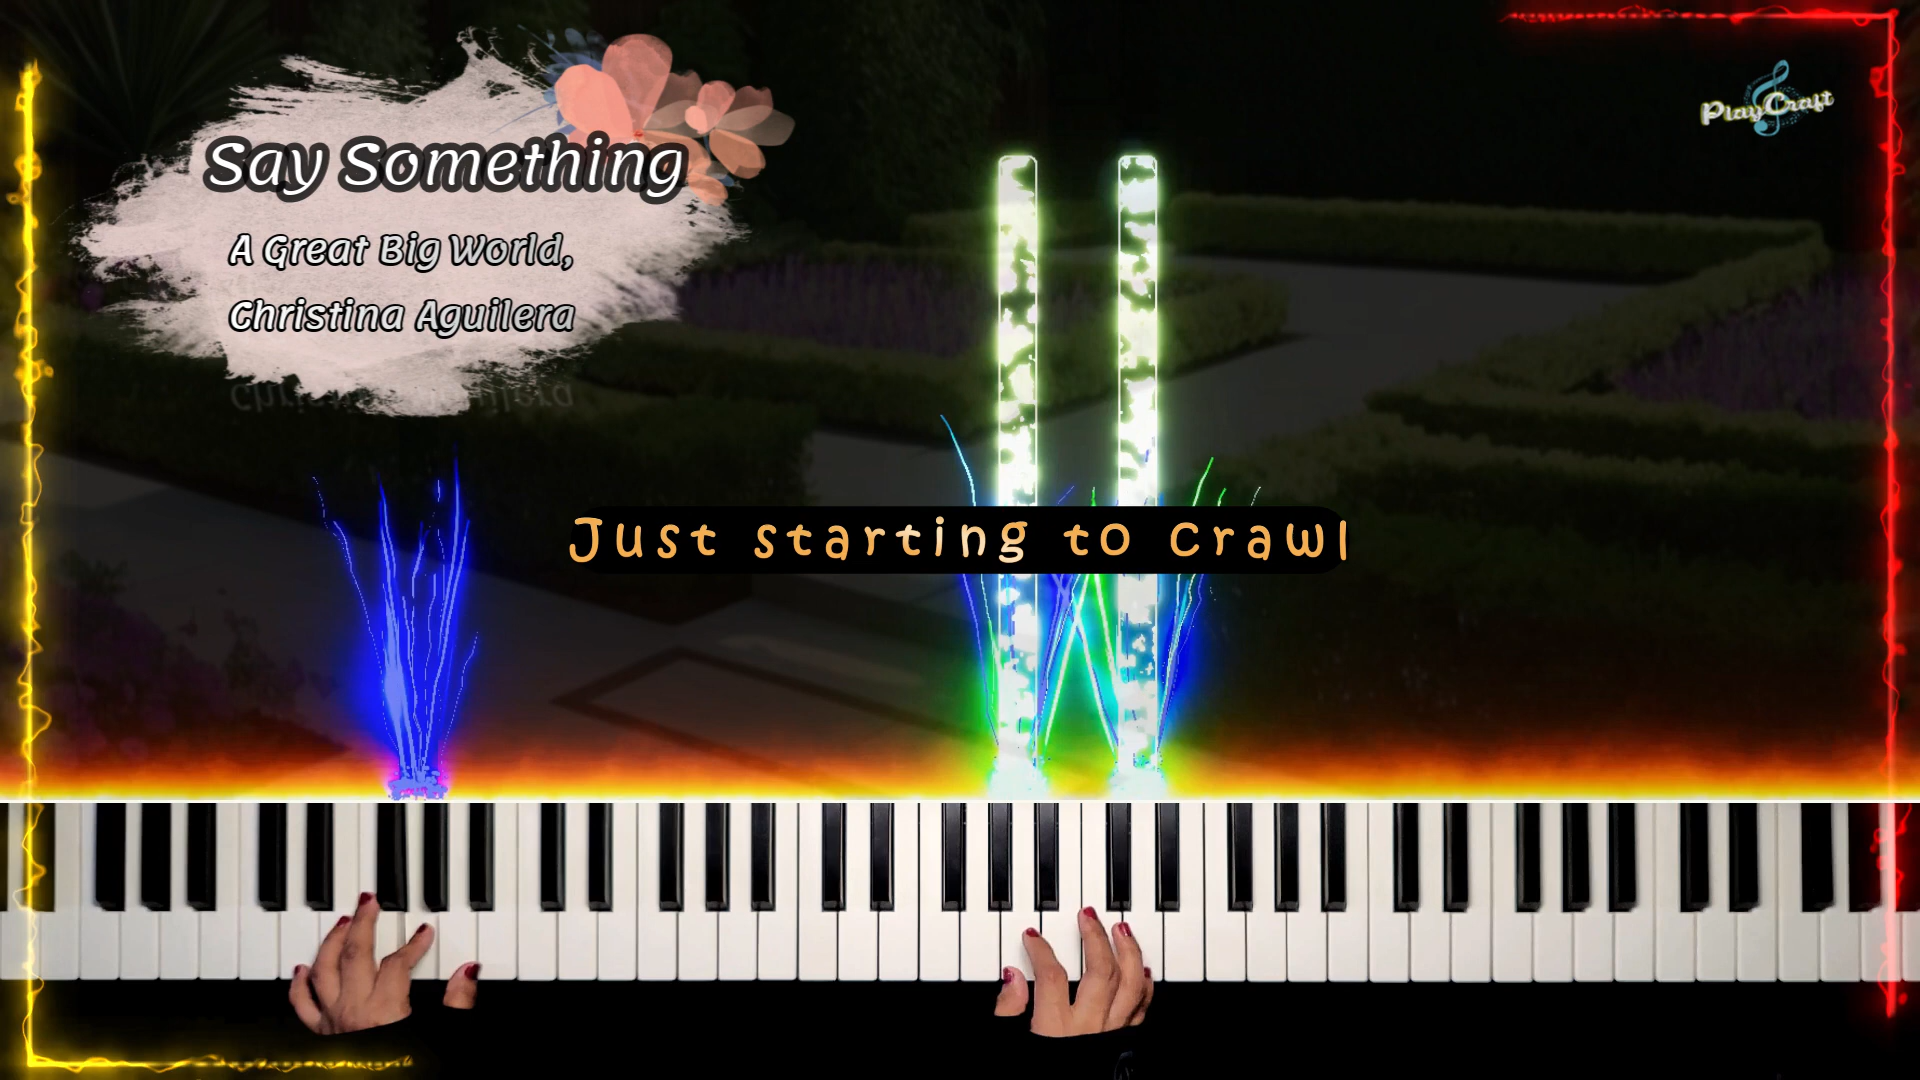 Say Something
A Great Big World,
Christina Aguilera
PlayCraft
Just starting to crawl